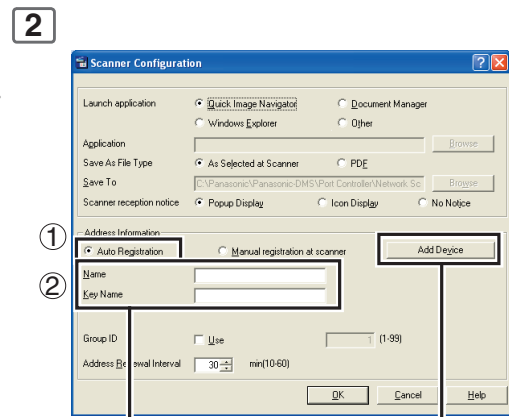 2
Scanner Configuration
Launch application Quick Image Navigator Document Manager
Windows Explorer Other
Application Browse
Save As File Type As Selected at Scanner PDF
Save To C:\Panasonic\Panasonic-DMS\Port Controller\Network Sc Browse
Scanner reception notice Popup Display Icon Display No Notice
Address Information
① Auto Registration Manual registration at scanner Add Device
② Name
Key Name
Group ID Use 1 (1-99)
Address Renewal Interval 30 min(10-60)
OK Cancel Help